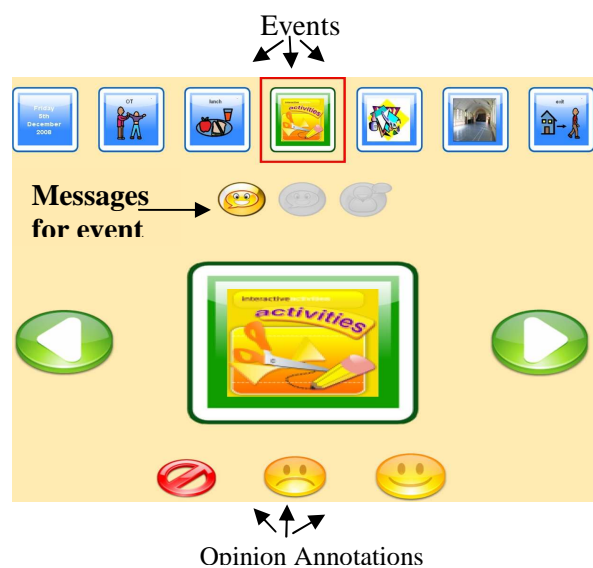 Events
Friday
5th
December
2008
OT
lunch
activities
exit
Messages
for event
interactive activities
activities
Opinion Annotations